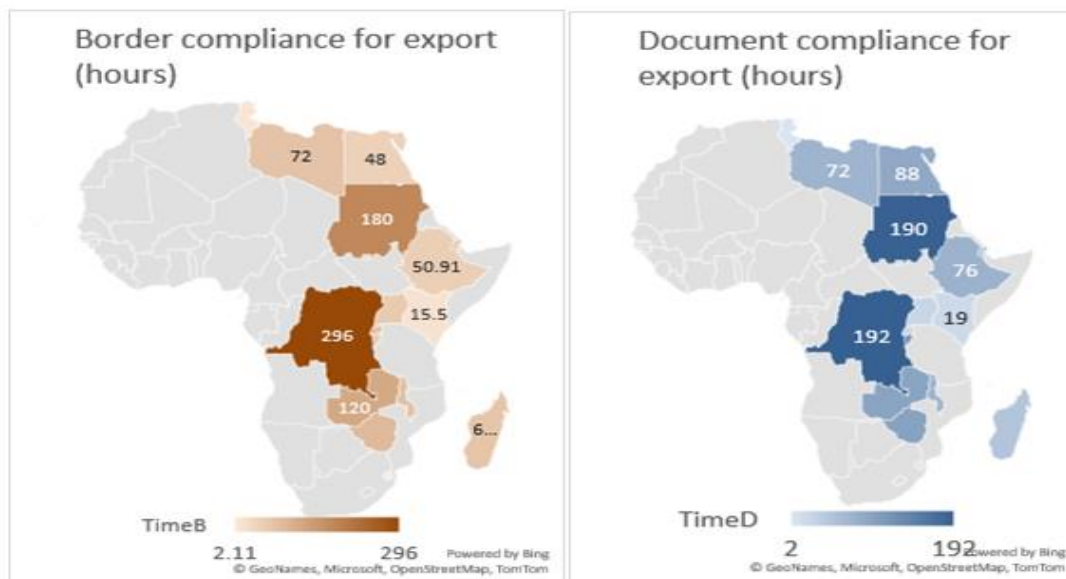 Border compliance for export
(hours)
72
48
180
50.91
15.5
296
120
6...
TimeB
2.11
296
Powered by Bing
© GeoNames, Microsoft, OpenStreetMap, TomTom
Document compliance for
export (hours)
72
88
190
76
19
192
TimeD
2
192
Powered by Bing
© GeoNames, Microsoft, OpenStreetMap, TomTom